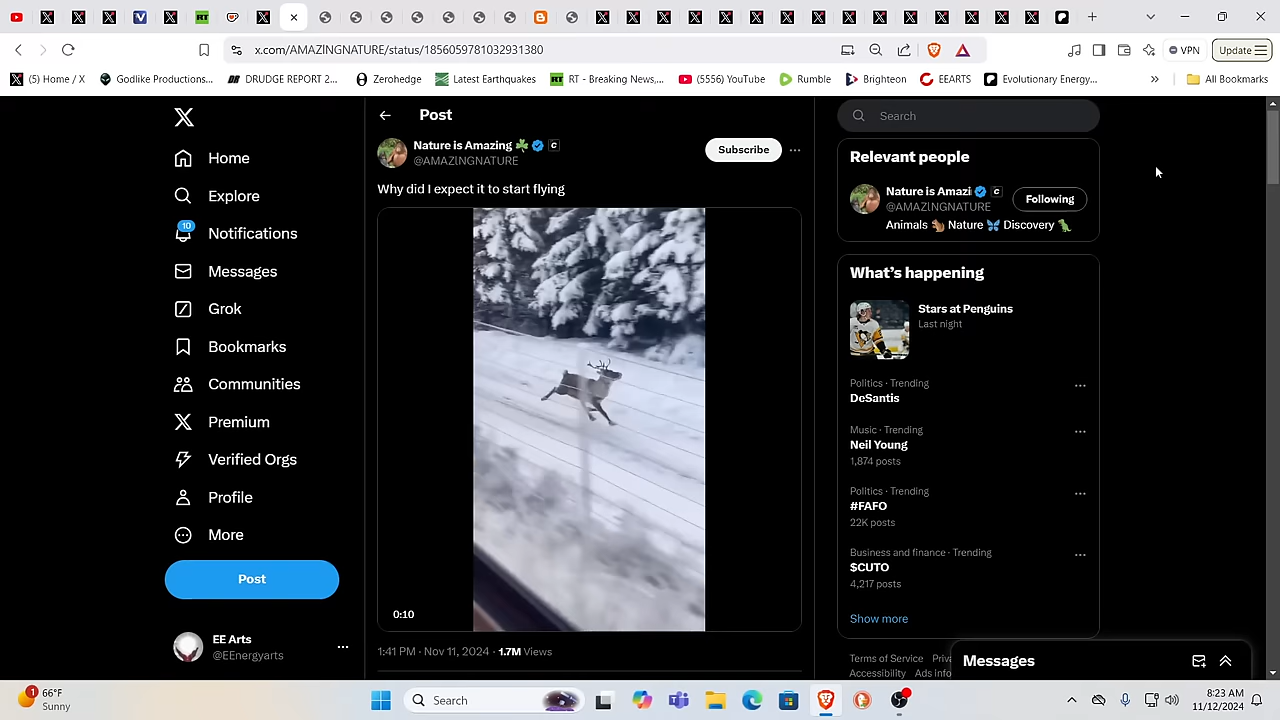 x.com/AMAZINGNATURE/status/1856059781032931380
VPN
Update
(5) Home / X
Godlike Productions...
DRUDGE REPORT 2...
Zerohedge
Latest Earthquakes
RT - Breaking News,...
(5556) YouTube
Rumble
Brighteon
EEARTS
Evolutionary Energy...
»
All Bookmarks
Home
Explore
10
Notifications
Messages
Grok
Bookmarks
Communities
Premium
Verified Orgs
Profile
More
Post
EE Arts
@EEnergyarts
Post
Nature is Amazing
@AMAZlNGNATURE
Subscribe
Why did I expect it to start flying
0:10
1:41 PM · Nov 11, 2024 · 1.7M Views
Search
Relevant people
Nature is Amazi
@AMAZlNGNATURE
Following
Animals 🐿️ Nature 🦋 Discovery 🦎
What's happening
Stars at Penguins
Last night
Politics · Trending
DeSantis
Music · Trending
Neil Young
1,874 posts
Politics · Trending
#FAFO
22K posts
Business and finance · Trending
$CUTO
4,217 posts
Show more
Terms of Service Priva
Accessibility Ads Info
Messages
1
66°F
Sunny
Search
8:23 AM
11/12/2024